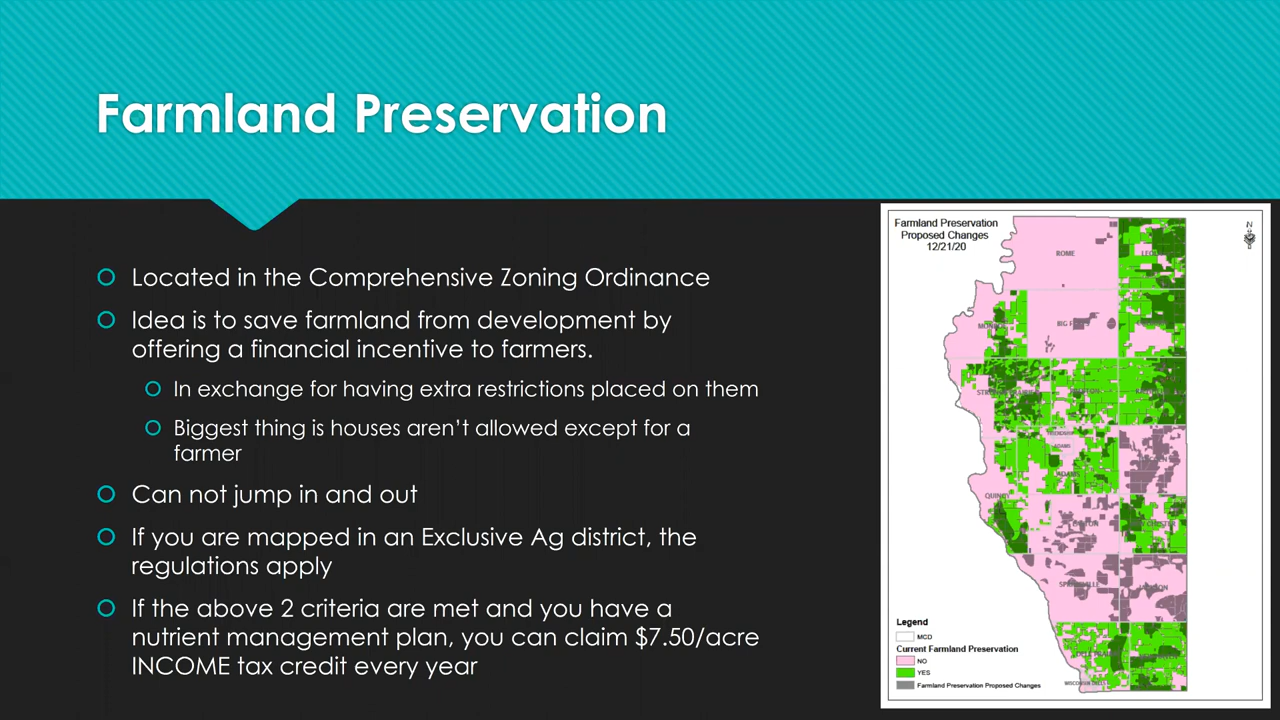 Farmland Preservation
Located in the Comprehensive Zoning Ordinance
Idea is to save farmland from development by
offering a financial incentive to farmers.
In exchange for having extra restrictions placed on them
Biggest thing is houses aren't allowed except for a
farmer
Can not jump in and out
If you are mapped in an Exclusive Ag district, the
regulations apply
If the above 2 criteria are met and you have a
nutrient management plan, you can claim $7.50/acre
INCOME tax credit every year
Farmland Preservation
Proposed Changes
12/21/20
N
ROME
BIG
ADAMS
QUINCY
Legend
MCD
Current Farmland Preservation
NO
YES
Farmland Preservation Proposed Changes